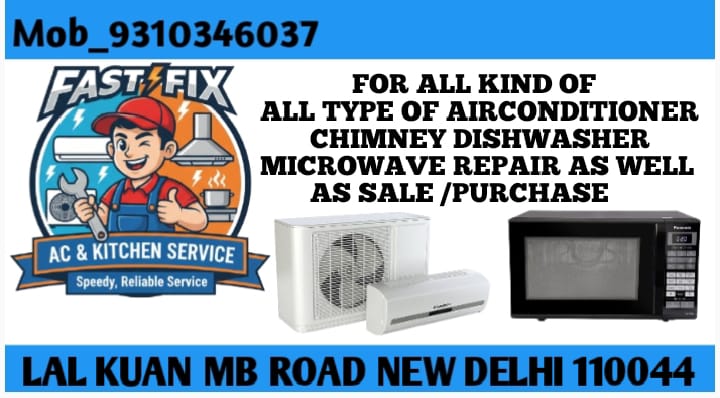 Mob_9310346037
FAST FIX
AC & KITCHEN SERVICE
Speedy, Reliable Service
FOR ALL KIND OF
ALL TYPE OF AIRCONDITIONER
CHIMNEY DISHWASHER
MICROWAVE REPAIR AS WELL
AS SALE /PURCHASE
Panasonic
LAL KUAN MB ROAD NEW DELHI 110044